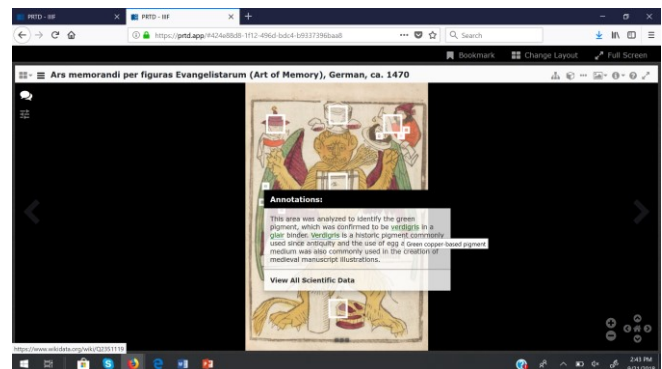 PRTD - IIIF
PRTD - IIIF
https://prtd.app/#424e88d8-1f12-496d-bdc4-b9337396baa8
Search
Bookmark
Change Layout
Full Screen
Ars memorandi per figuras Evangelistarum (Art of Memory), German, ca. 1470
Annotations:
This area was analyzed to identify the green
pigment, which was confirmed to be verdigris in a
glair binder. Verdigris is a historic pigment commonly
used since antiquity and the use of egg a
Green copper-based pigment
medium was also commonly used in the creation of
medieval manuscript illustrations.
View All Scientific Data
https://www.wikidata.org/wiki/Q2351119
2:43 PM